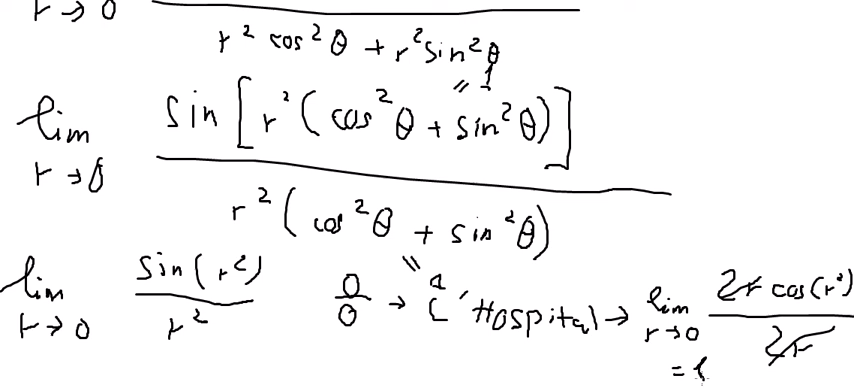 r → 0
r² cos²θ + r² sin²θ
= 1
lim r → 0 sin [ r² ( cos²θ + sin²θ ) ]
r² ( cos²θ + sin²θ )
lim r → 0 sin(r²) / r² 0/0 → L'Hospital → lim r → 0 2r cos(r²) / 2r
= 1